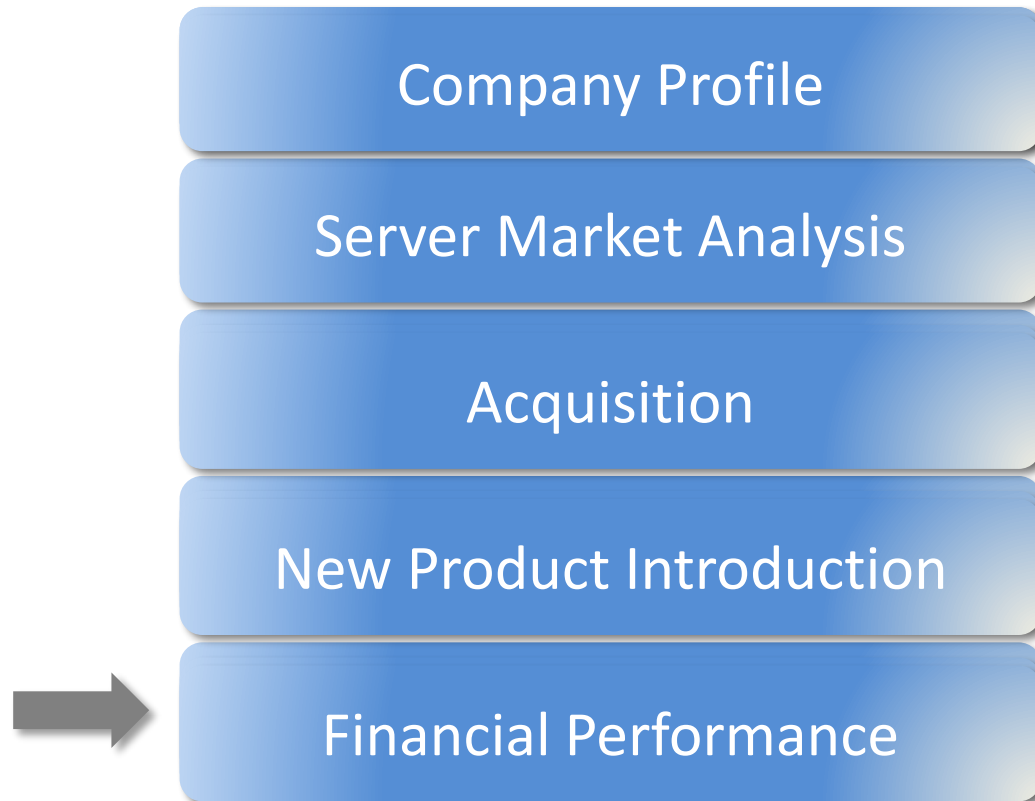 Company Profile
Server Market Analysis
Acquisition
New Product Introduction
Financial Performance